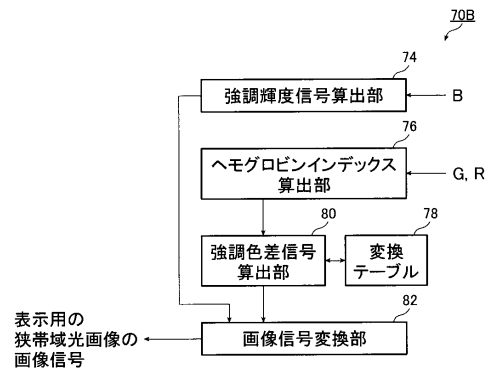 70B
74
強調輝度信号算出部
B
76
ヘモグロビンインデックス
算出部
G, R
80
強調色差信号
算出部
78
変換
テーブル
82
画像信号変換部
表示用の
狭帯域光画像の
画像信号